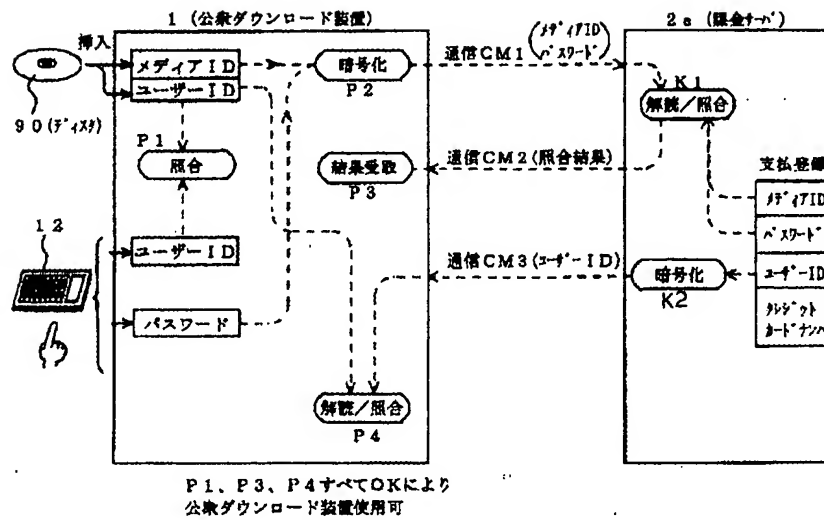 1 (公衆ダウンロード装置)
2a (課金サーバ)
挿入
メディアID
ユーザーID
暗号化
P2
通信CM1
メディアID
パスワード
K1
解読/照合
90 (ディスク)
P1
照合
結果受取
P3
通信CM2 (照合結果)
支払登録
メディアID
パスワード
12
ユーザーID
通信CM3 (ユーザーID)
暗号化
K2
ユーザーID
パスワード
クレジット
カードナンバ
解読/照合
P4
P1、P3、P4すべてOKにより
公衆ダウンロード装置使用可